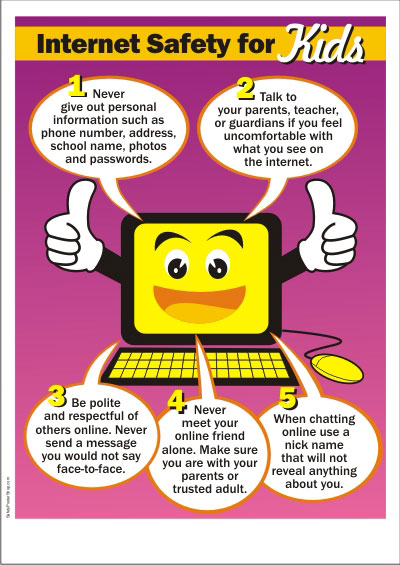 Internet Safety for Kids
1 Never
give out personal
information such as
phone number, address,
school name, photos
and passwords.
2 Talk to
your parents, teacher,
or guardians if you feel
uncomfortable with
what you see on
the internet.
3 Be polite
and respectful of
others online. Never
send a message
you would not say
face-to-face.
4 Never
meet your
online friend
alone. Make sure
you are with your
parents or
trusted adult.
5
When chatting
online use a
nick name
that will not
reveal anything
about you.